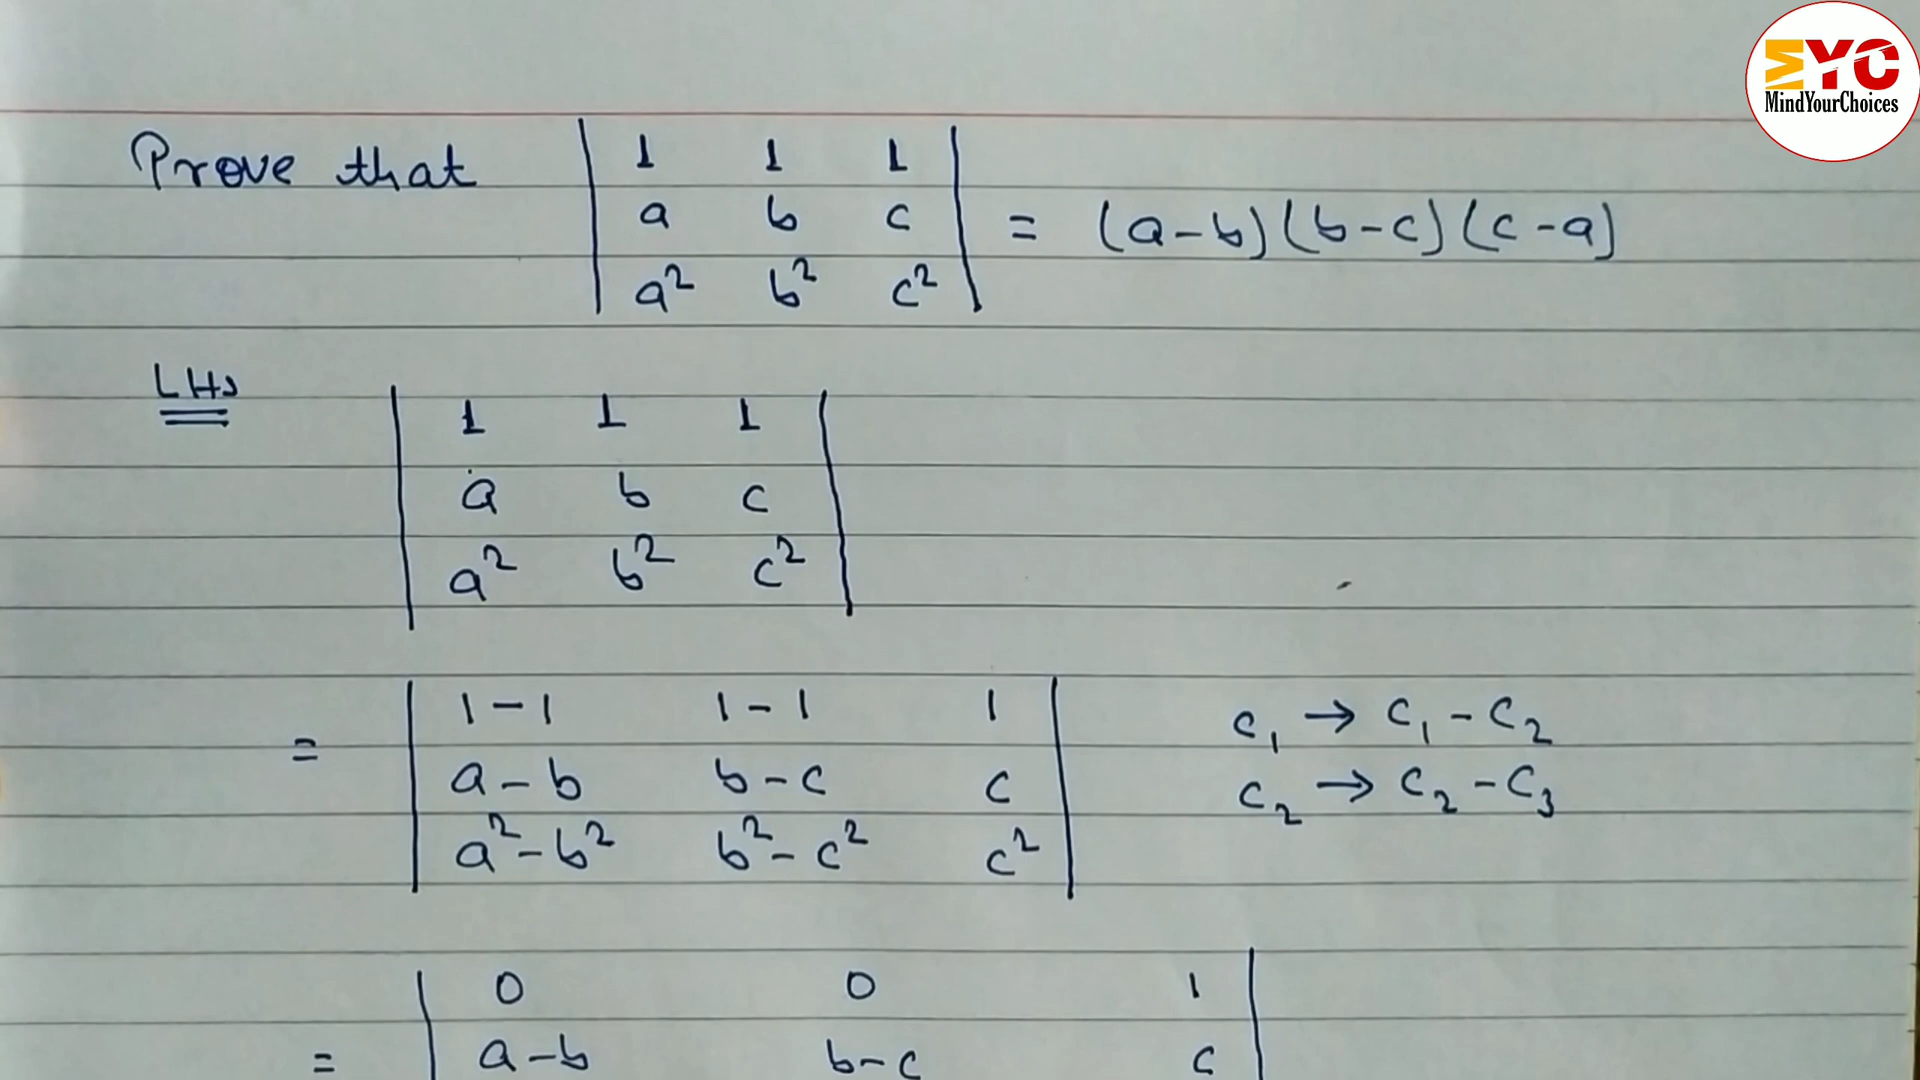 MYC
MindYourChoices
Prove that | 1 1 1 |
| a b c | = (a-b)(b-c)(c-a)
| a² b² c² |
LHS
| 1 1 1 |
| a b c |
| a² b² c² |
= | 1-1 1-1 1 | C₁ → C₁ - C₂
| a-b b-c c | C₂ → C₂ - C₃
| a²-b² b²-c² c² |
| 0 0 1 |
= | a-b b-c c |